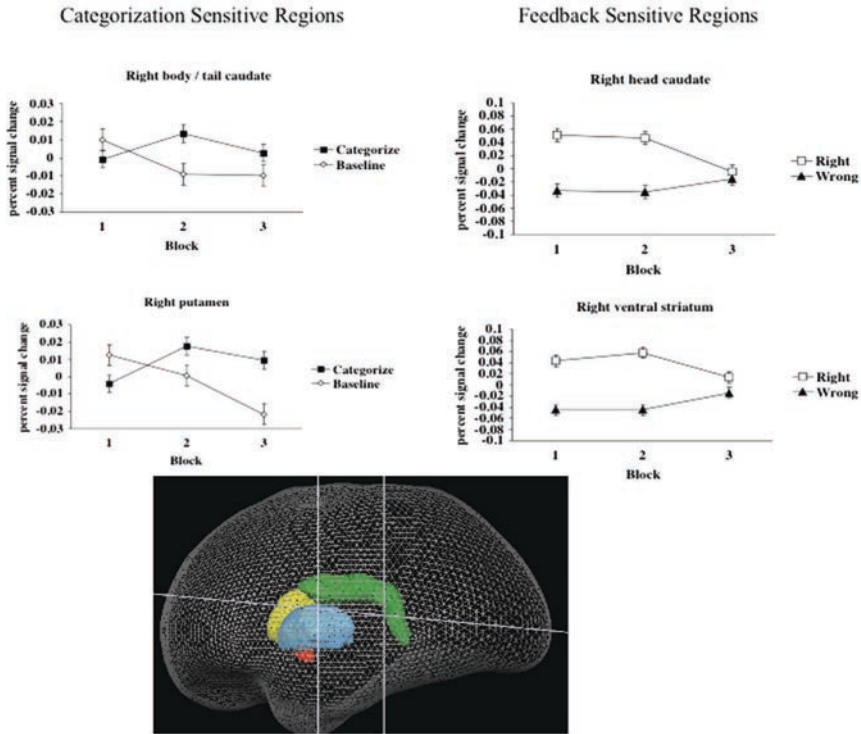 Categorization Sensitive Regions
Feedback Sensitive Regions
Right body / tail caudate
percent signal change
0.03
0.02
0.01
0
-0.01
-0.02
-0.03
1 2 3
Block
Categorize
Baseline
Right head caudate
percent signal change
0.1
0.08
0.06
0.04
0.02
0
-0.02
-0.04
-0.06
-0.08
-0.1
1 2 3
Block
Right
Wrong
Right putamen
percent signal change
0.03
0.02
0.01
0
-0.01
-0.02
-0.03
1 2 3
Block
Categorize
Baseline
Right ventral striatum
percent signal change
0.1
0.08
0.06
0.04
0.02
0
-0.02
-0.04
-0.06
-0.08
-0.1
1 2 3
Block
Right
Wrong